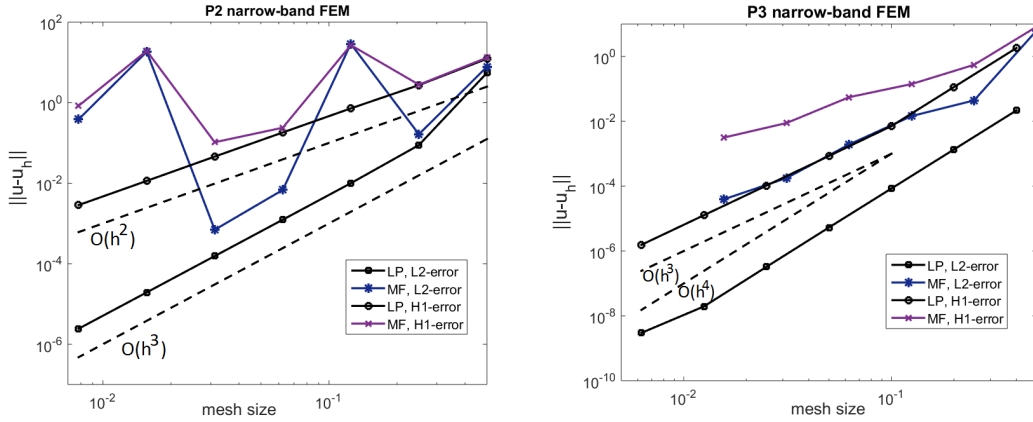 P2 narrow-band FEM
||u-u_h||
10^2
10^0
10^-2
10^-4
10^-6
O(h^2)
O(h^3)
LP, L2-error
MF, L2-error
LP, H1-error
MF, H1-error
10^-2
10^-1
mesh size
P3 narrow-band FEM
||u-u_h||
10^0
10^-2
10^-4
10^-6
10^-8
10^-10
O(h^3)
O(h^4)
LP, L2-error
MF, L2-error
LP, H1-error
MF, H1-error
10^-2
10^-1
mesh size